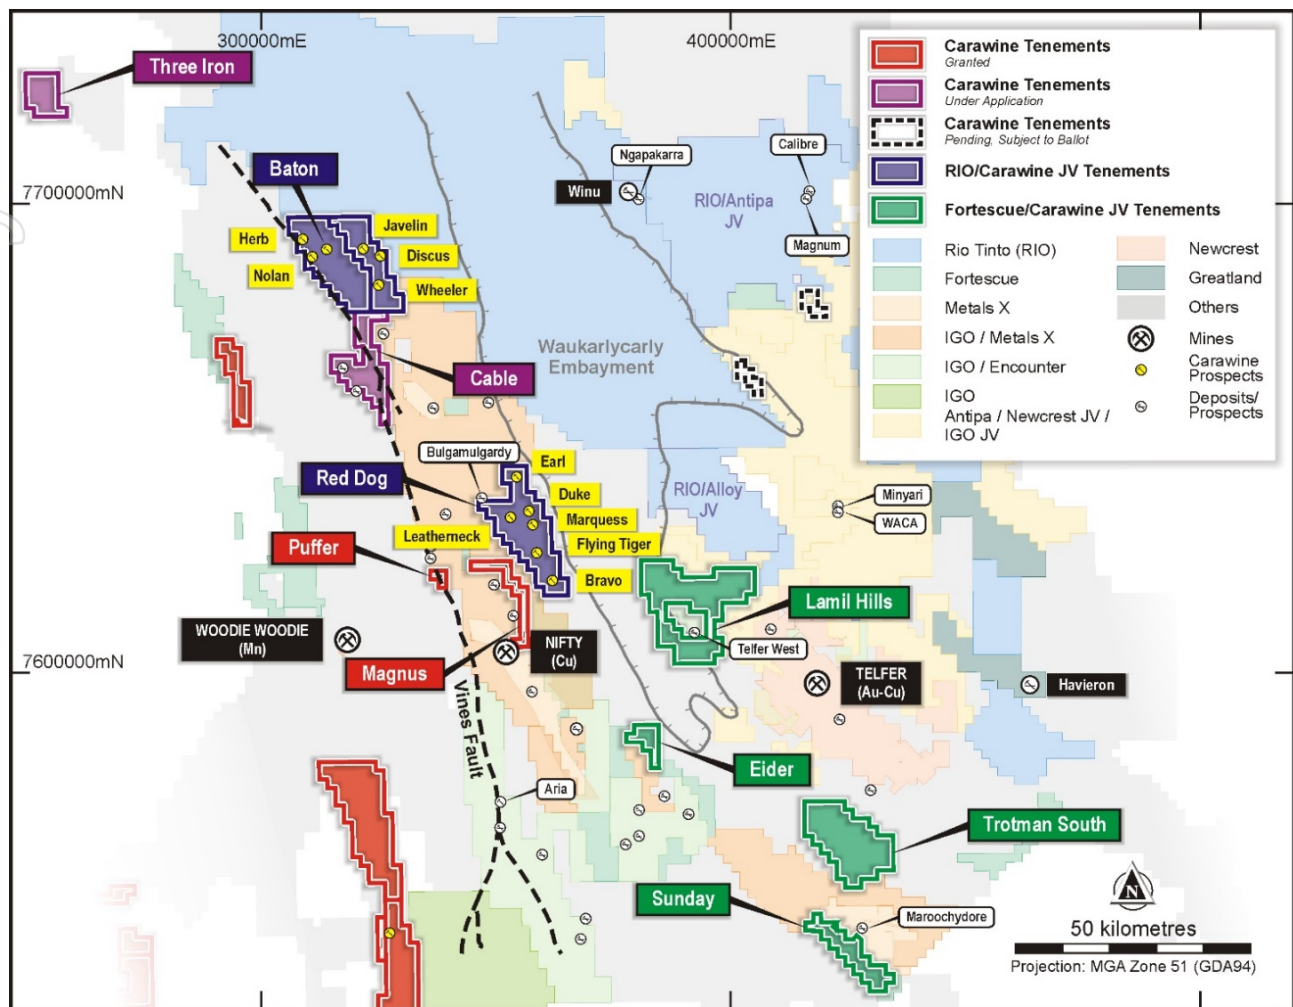 300000mE
400000mE
Three Iron
Baton
7700000mN
Herb
Nolan
Javelin
Discus
Wheeler
Cable
Waukarlycarly
Embayment
Winu
Ngapakarra
Calibre
Magnum
RIO/Antipa
JV
Bulgamulgardy
Red Dog
Earl
Duke
Marquess
Leatherneck
Flying Tiger
Bravo
RIO/Alloy
JV
Minyari
WACA
Puffer
WOODIE WOODIE
(Mn)
7600000mN
Magnus
NIFTY
(Cu)
Vines Fault
Lamil Hills
Telfer West
TELFER
(Au-Cu)
Havieron
Eider
Aria
Trotman South
Sunday
Maroochydore
Carawine Tenements
Granted
Carawine Tenements
Under Application
Carawine Tenements
Pending, Subject to Ballot
RIO/Carawine JV Tenements
Fortescue/Carawine JV Tenements
Rio Tinto (RIO)
Fortescue
Metals X
IGO / Metals X
IGO / Encounter
IGO
Antipa / Newcrest JV /
IGO JV
Newcrest
Greatland
Others
Mines
Carawine
Prospects
Deposits/
Prospects
N
50 kilometres
Projection: MGA Zone 51 (GDA94)